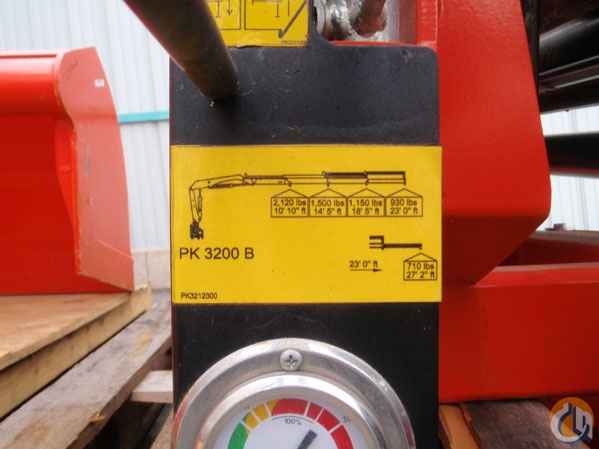 2,120 lbs 1,500 lbs 1,150 lbs 930 lbs
10' 10" ft 14' 5" ft 18' 5" ft 23' 0" ft
PK 3200 B
23' 0" ft
710 lbs
27' 2" ft
PK3212000
100%